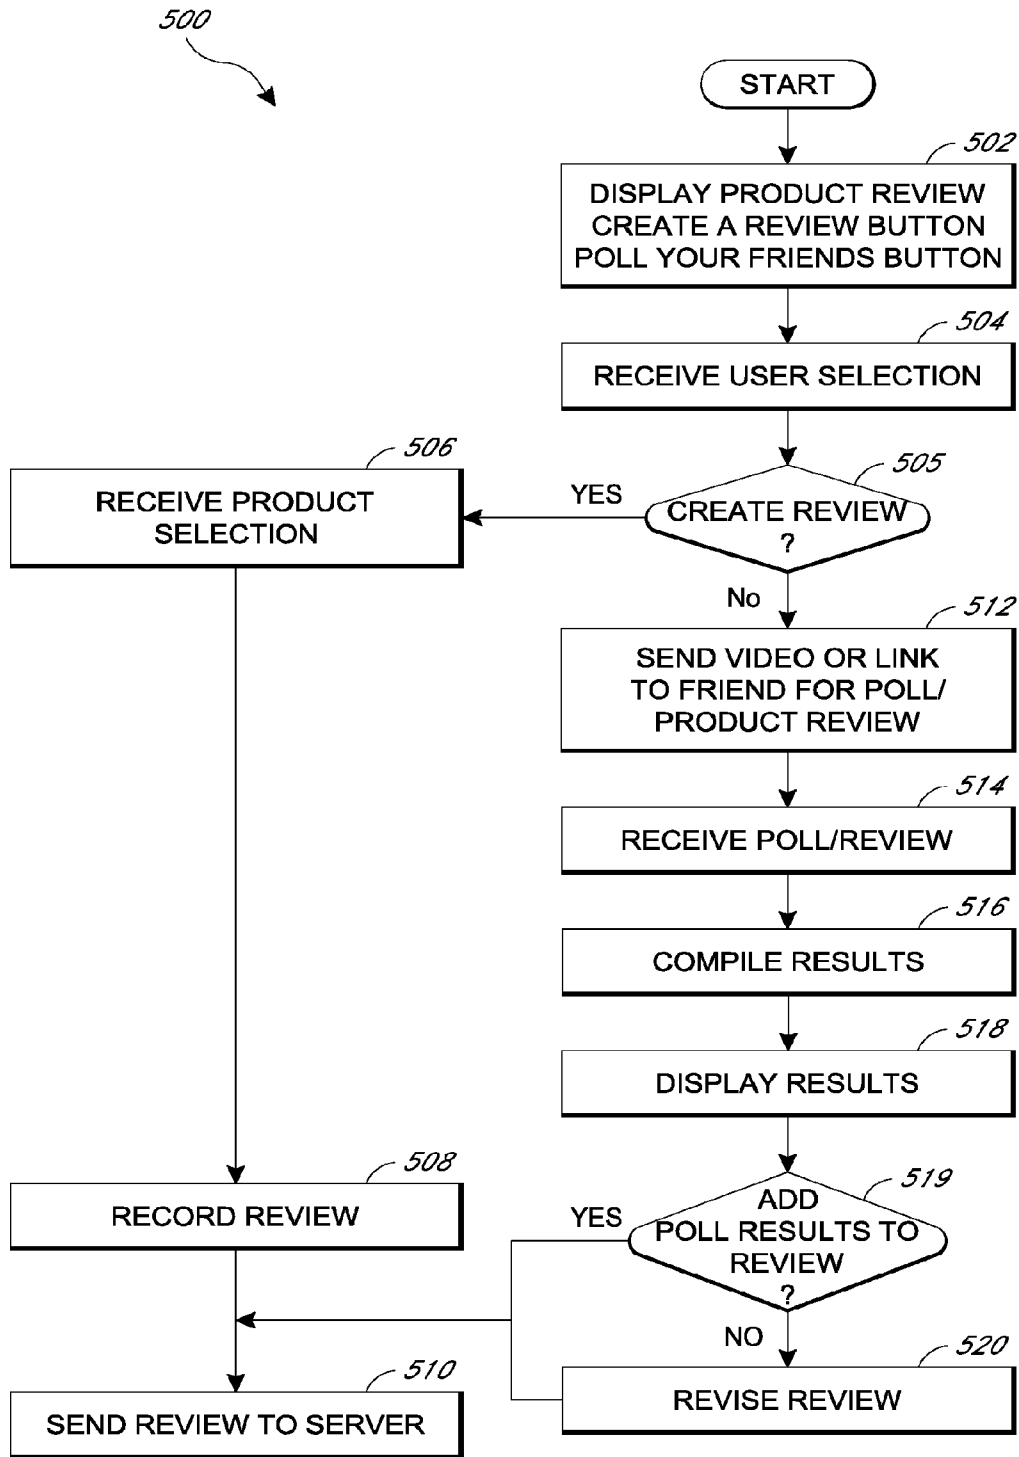 500
START
502
DISPLAY PRODUCT REVIEW
CREATE A REVIEW BUTTON
POLL YOUR FRIENDS BUTTON
504
RECEIVE USER SELECTION
505
CREATE REVIEW
?
YES
506
RECEIVE PRODUCT
SELECTION
No
512
SEND VIDEO OR LINK
TO FRIEND FOR POLL/
PRODUCT REVIEW
514
RECEIVE POLL/REVIEW
516
COMPILE RESULTS
518
DISPLAY RESULTS
508
RECORD REVIEW
519
ADD
POLL RESULTS TO
REVIEW
?
YES
NO
520
REVISE REVIEW
510
SEND REVIEW TO SERVER